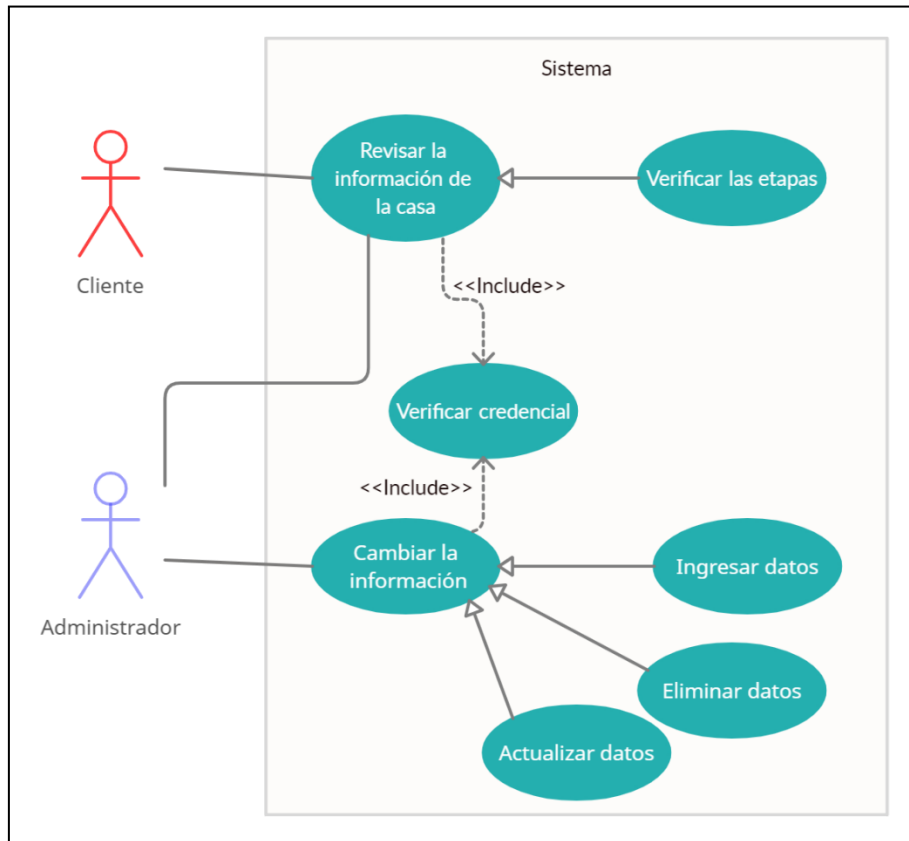 Sistema
Revisar la
información de
la casa
Verificar las etapas
Cliente
<<Include>>
Verificar credencial
<<Include>>
Cambiar la
información
Ingresar datos
Administrador
Eliminar datos
Actualizar datos